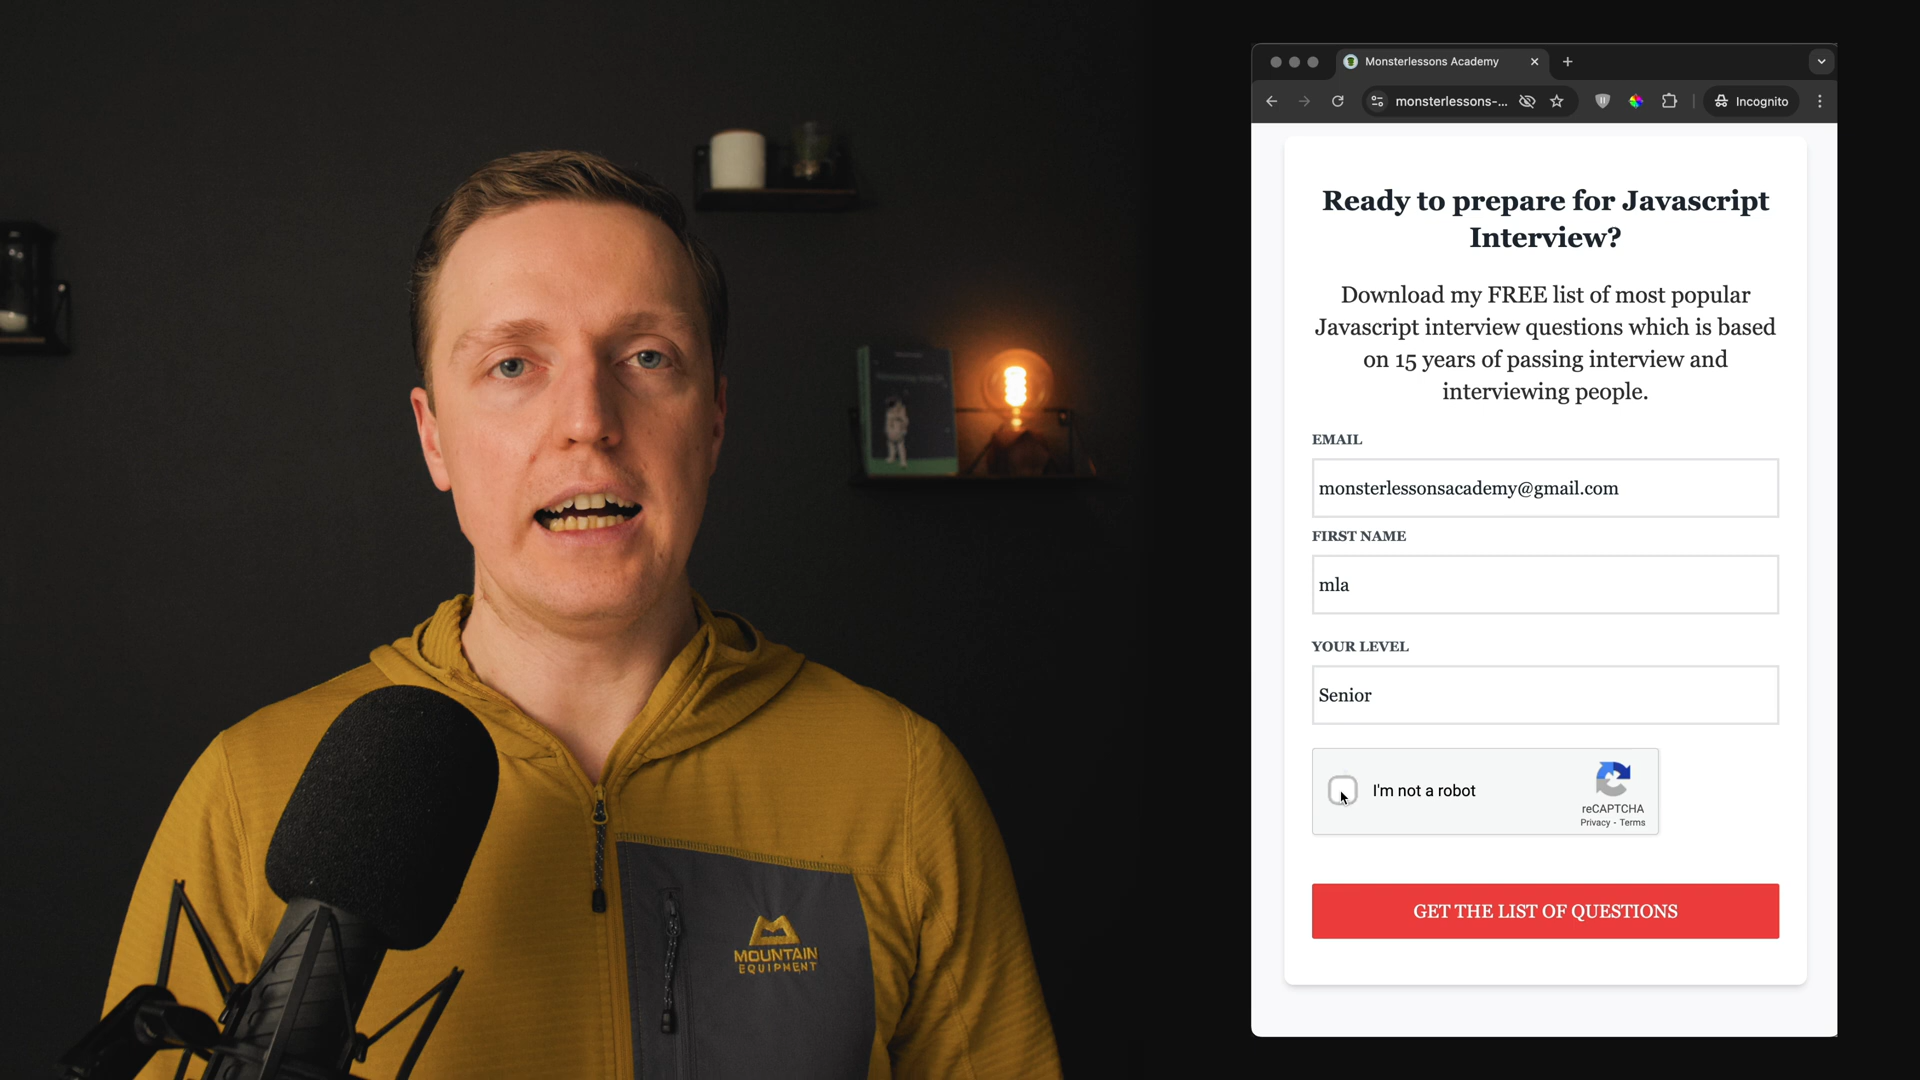 Monsterlessons Academy
monsterlessons-...
Incognito
Ready to prepare for Javascript
Interview?
Download my FREE list of most popular
Javascript interview questions which is based
on 15 years of passing interview and
interviewing people.
EMAIL
monsterlessonsacademy@gmail.com
FIRST NAME
mla
YOUR LEVEL
Senior
I'm not a robot
reCAPTCHA
Privacy - Terms
GET THE LIST OF QUESTIONS
MOUNTAIN
EQUIPMENT